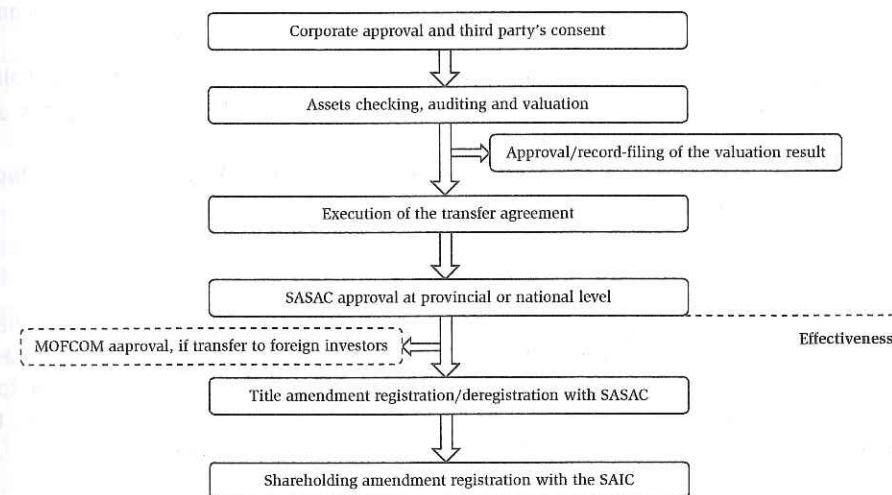 Corporate approval and third party's consent
Assets checking, auditing and valuation
Approval/record-filing of the valuation result
Execution of the transfer agreement
SASAC approval at provincial or national level
Effectiveness
MOFCOM aaproval, if transfer to foreign investors
Title amendment registration/deregistration with SASAC
Shareholding amendment registration with the SAIC